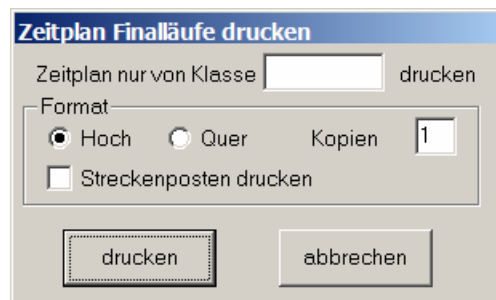 Zeitplan Finalläufe drucken
Zeitplan nur von Klasse drucken
Format
Hoch Quer Kopien 1
Streckenposten drucken
drucken abbrechen